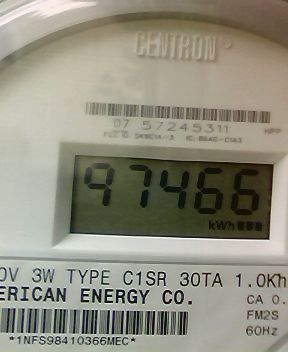 CENTRON®
07 57245311 HPP
97466
kWh
0V 3W TYPE C1SR 30TA 1.0Kh
ERICAN ENERGY CO. CA 0.
FM2S
*1NFS98410366MEC* 60Hz